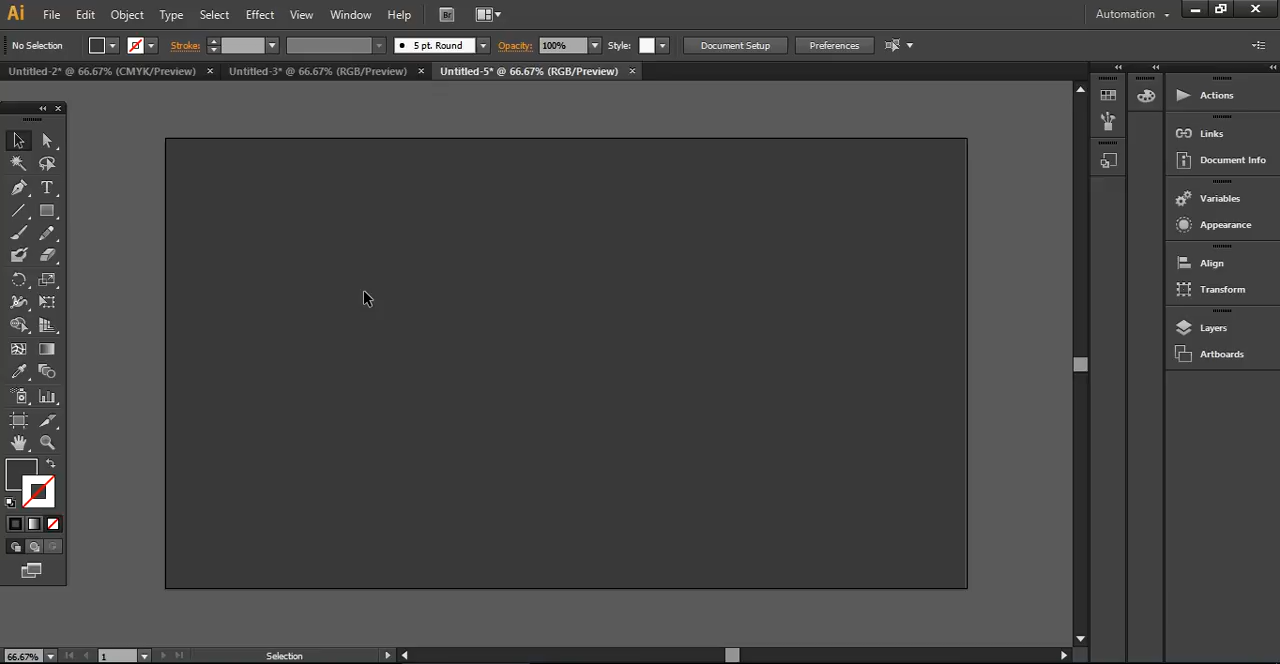 Ai File Edit Object Type Select Effect View Window Help Br Automation
No Selection Stroke: 5 pt. Round Opacity: 100% Style: Document Setup Preferences
Untitled-2* @ 66.67% (CMYK/Preview) × Untitled-3* @ 66.67% (RGB/Preview) × Untitled-5* @ 66.67% (RGB/Preview) ×
Actions
Links
Document Info
Variables
Appearance
Align
Transform
Layers
Artboards
T
66.67% 1 Selection